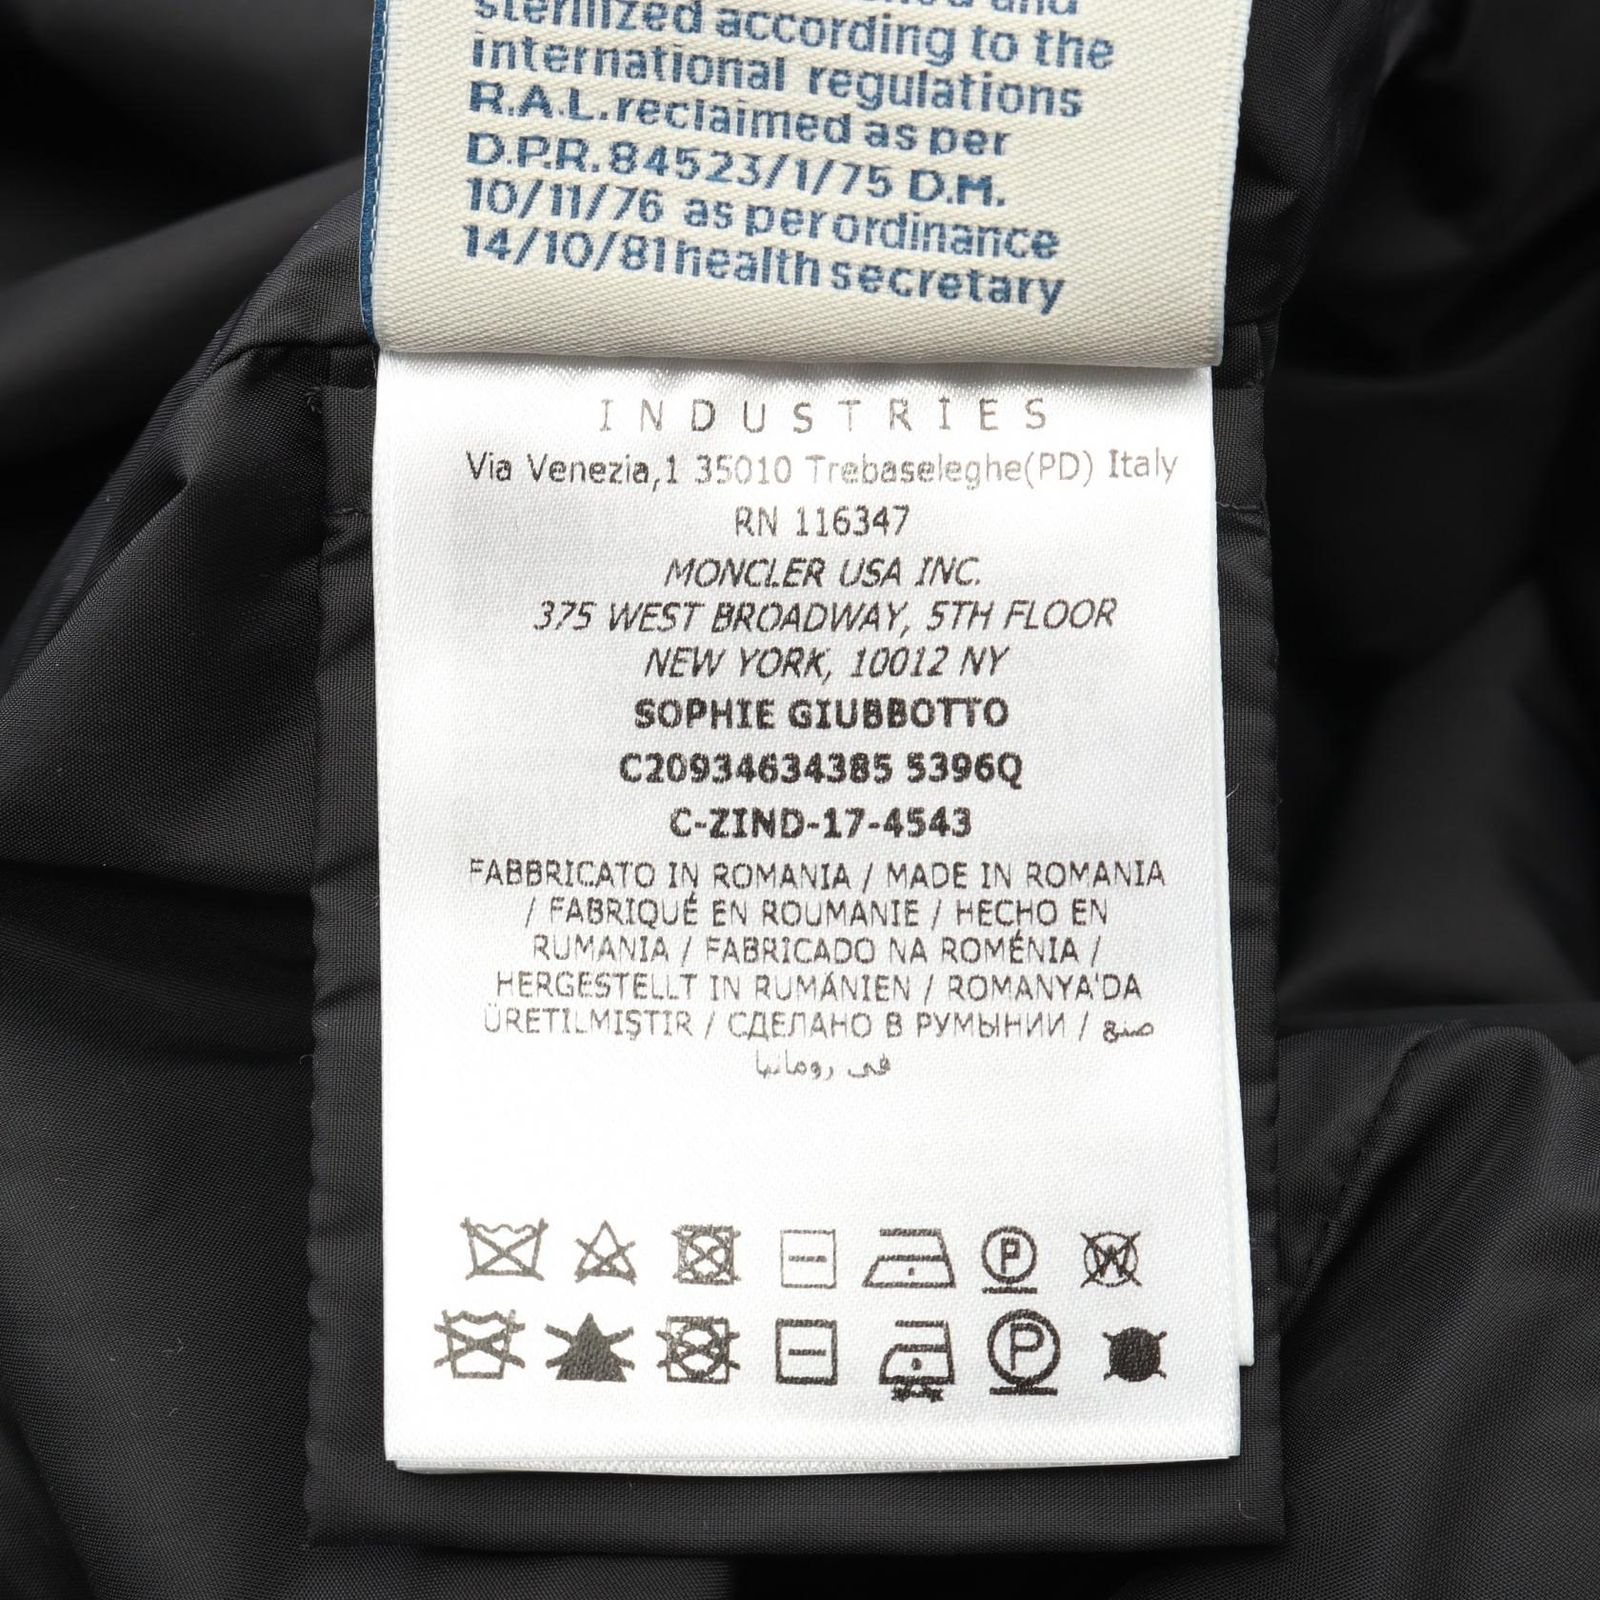 sterilized according to the
international regulations
R.A.L. reclaimed as per
D.P.R. 84523/1/75 D.M.
10/11/76 as per ordinance
14/10/81 health secretary
INDUSTRIES
Via Venezia,1 35010 Trebaseleghe(PD) Italy
RN 116347
MONCLER USA INC.
375 WEST BROADWAY, 5TH FLOOR
NEW YORK, 10012 NY
SOPHIE GIUBBOTTO
C20934634385 5396Q
C-ZIND-17-4543
FABBRICATO IN ROMANIA / MADE IN ROMANIA
/ FABRIQUÉ EN ROUMANIE / HECHO EN
RUMANIA / FABRICADO NA ROMÉNIA /
HERGESTELLT IN RUMÁNIEN / ROMANYA'DA
ÜRETILMIŞTIR / СДЕЛАНО В РУМЫНИИ / صنع
في رومانيا
P W
P